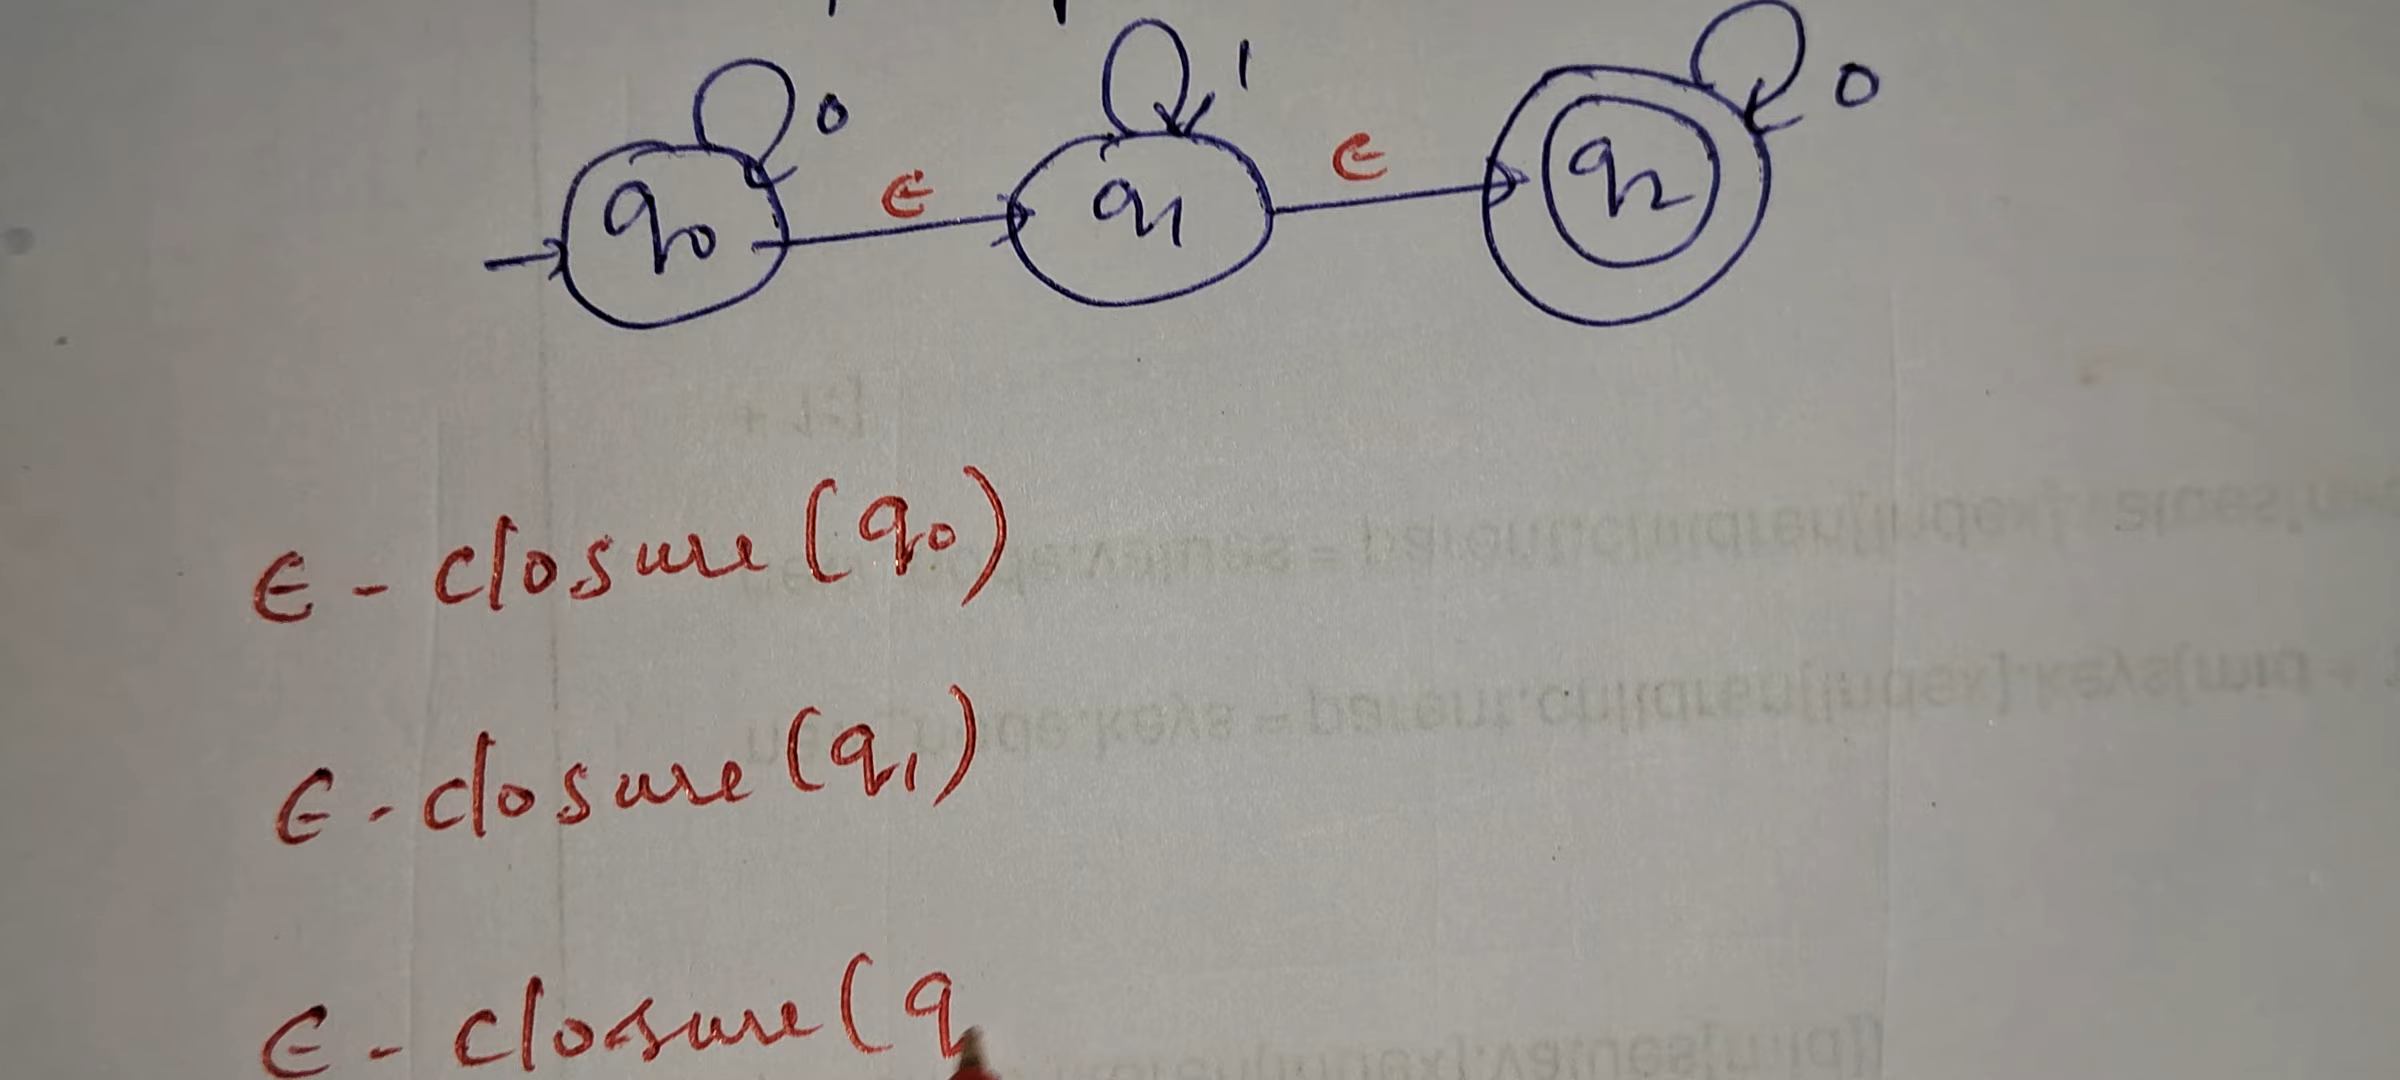 0 1 0
ε ε
q0 q1 q2
ε - closure (q0)
ε - closure (q1)
ε - closure (q